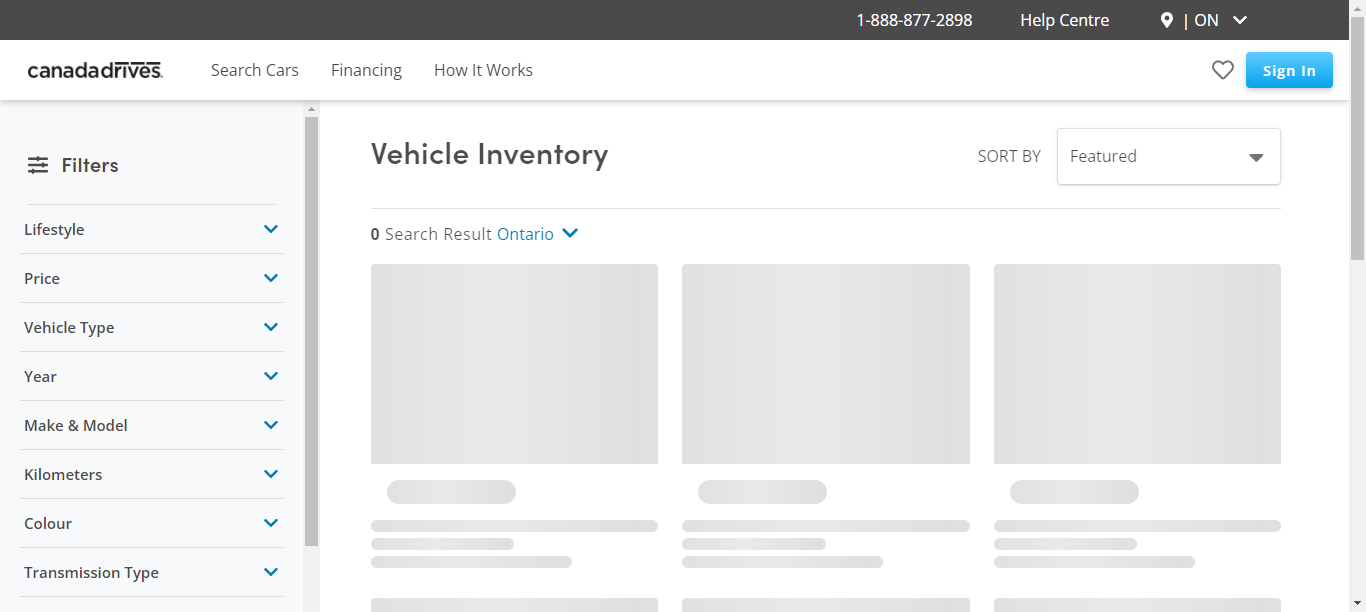 1-888-877-2898 Help Centre | ON
canadadrives. Search Cars Financing How It Works Sign In
Filters
Lifestyle
Price
Vehicle Type
Year
Make & Model
Kilometers
Colour
Transmission Type
Vehicle Inventory SORT BY Featured
0 Search Result Ontario